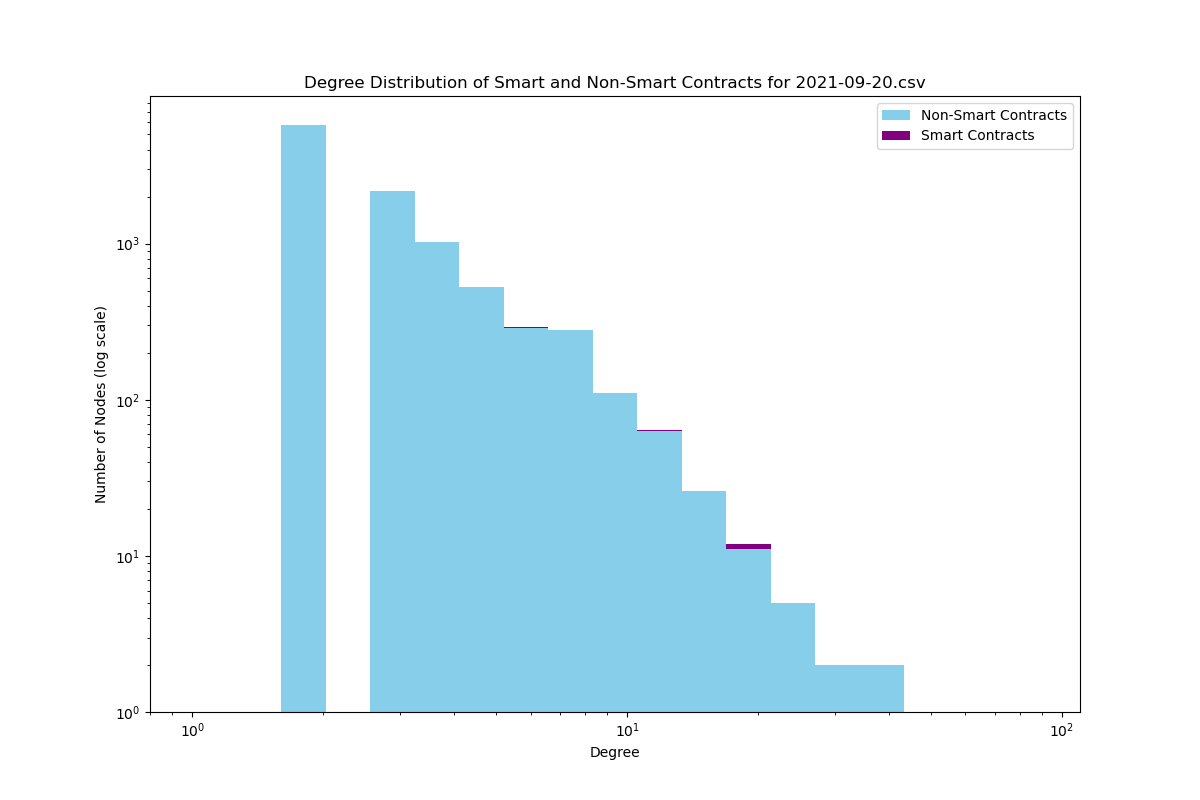 Degree Distribution of Smart and Non-Smart Contracts for 2021-09-20.csv
Non-Smart Contracts
Smart Contracts
Number of Nodes (log scale)
10³
10²
10¹
10⁰
10⁰ 10¹ 10²
Degree